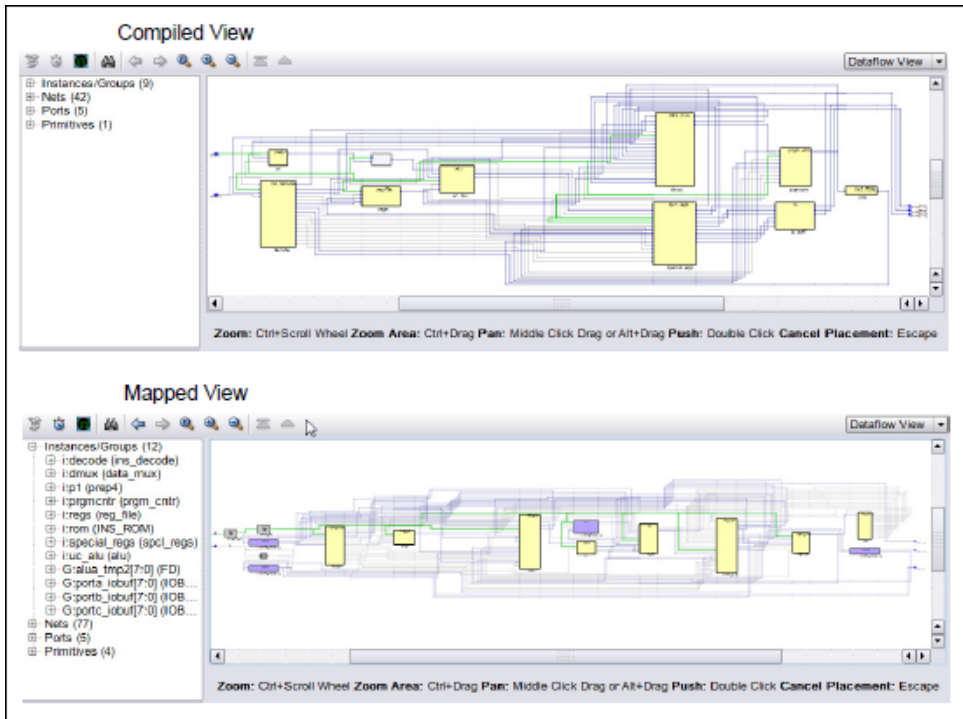 Compiled View
Dataflow View
Instances/Groups (9)
Nets (42)
Ports (5)
Primitives (1)
Zoom: Ctrl+Scroll Wheel Zoom Area: Ctrl+Drag Pan: Middle Click Drag or Alt+Drag Push: Double Click Cancel Placement: Escape
Mapped View
Dataflow View
Instances/Groups (12)
i:decode (ins_decode)
i:dmux (data_mux)
i:p1 (prep4)
i:prgmcntr (prgm_cntr)
i:regs (reg_file)
i:rom (INS_ROM)
i:special_regs (spcl_regs)
i:uc_alu (alu)
G:alua_tmp2[7:0] (FD)
G:porta_iobuf[7:0] (IOB...
G:portb_iobuf[7:0] (IOB...
G:portc_iobuf[7:0] (IOB...
Nets (77)
Ports (5)
Primitives (4)
Zoom: Ctrl+Scroll Wheel Zoom Area: Ctrl+Drag Pan: Middle Click Drag or Alt+Drag Push: Double Click Cancel Placement: Escape